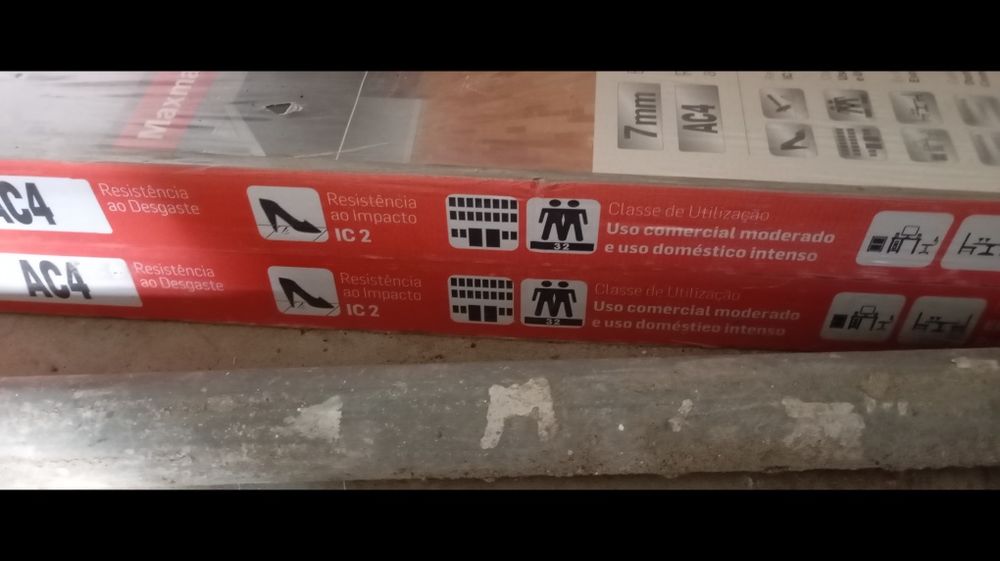 Maxma
7mm
AC4
AC4
Resistência
ao Desgaste
Resistência
ao Impacto
IC 2
32
Classe de Utilização
Uso comercial moderado
e uso doméstico intenso
AC4
Resistência
ao Desgaste
Resistência
ao Impacto
IC 2
32
Classe de Utilização
Uso comercial moderado
e uso doméstico intenso